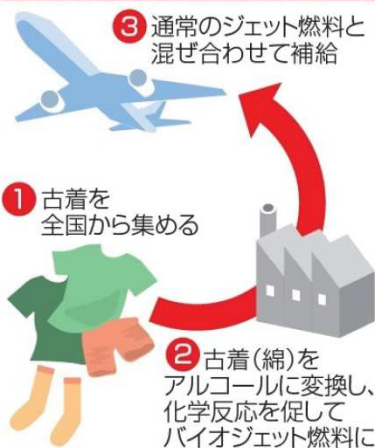 ❶古着を
全国から集める
❷古着(綿)を
アルコールに変換し、
化学反応を促して
バイオジェット燃料に
❸通常のジェット燃料と
混ぜ合わせて補給